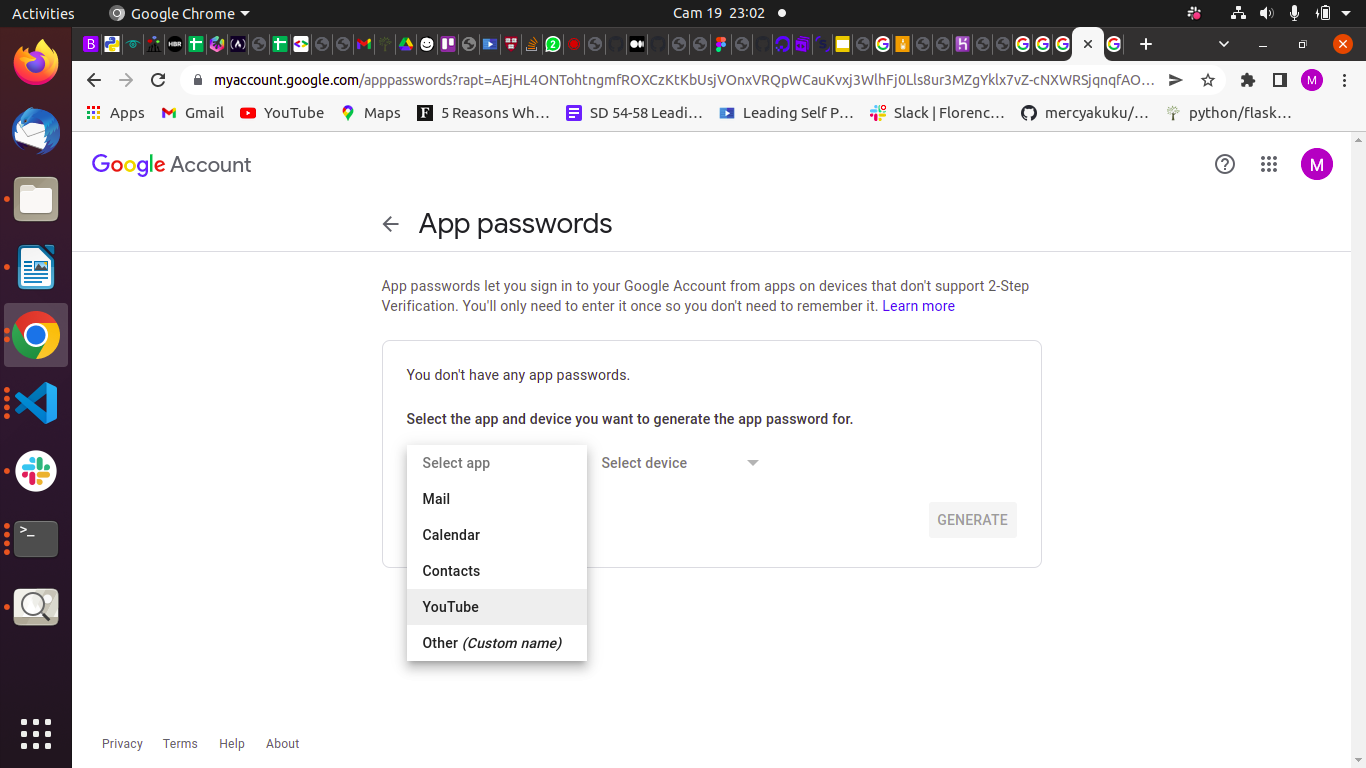 Activities
Google Chrome
Cam 19 23:02
HBR
myaccount.google.com/apppasswords?rapt=AEjHL4ONTohtngmfROXCzKtKbUsjVOnxVRQpWCauKvxj3WlhFj0Lls8ur3MZgYklx7vZ-cNXWRSjqnqfAO…
M
Apps
Gmail
YouTube
Maps
5 Reasons Wh…
SD 54-58 Leadi…
Leading Self P…
Slack | Florenc…
mercyakuku/…
python/flask…
Google Account
M
App passwords
App passwords let you sign in to your Google Account from apps on devices that don't support 2-Step
Verification. You'll only need to enter it once so you don't need to remember it. Learn more
You don't have any app passwords.
Select the app and device you want to generate the app password for.
Select app
Select device
Mail
Calendar
Contacts
YouTube
Other (Custom name)
GENERATE
Privacy
Terms
Help
About